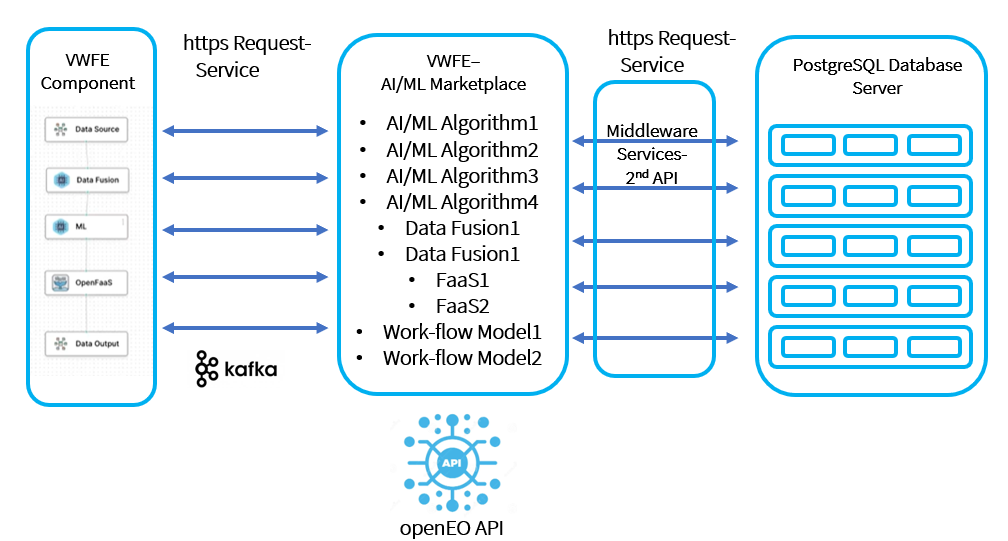 VWFE
Component
Data Source
Data Fusion
ML
OpenFaaS
Data Output
https Request-
Service
kafka
VWFE–
AI/ML Marketplace
• AI/ML Algorithm1
• AI/ML Algorithm2
• AI/ML Algorithm3
• AI/ML Algorithm4
• Data Fusion1
• Data Fusion1
• FaaS1
• FaaS2
• Work-flow Model1
• Work-flow Model2
API
openEO API
https Request-
Service
Middleware
Services-
2nd API
PostgreSQL Database
Server